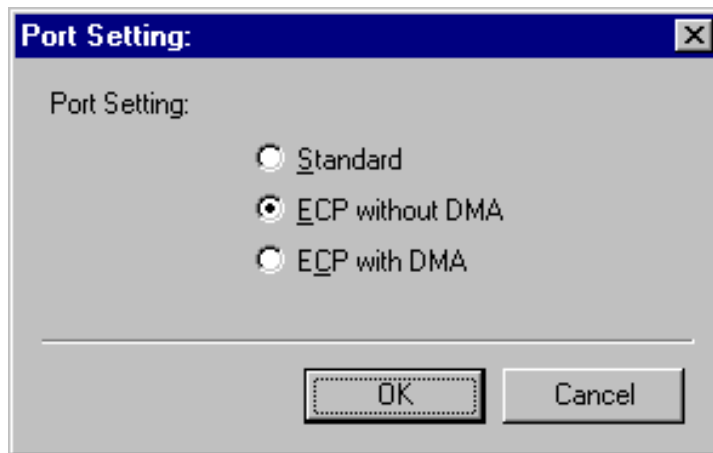 Port Setting:
Port Setting:
Standard
ECP without DMA
ECP with DMA
OK Cancel